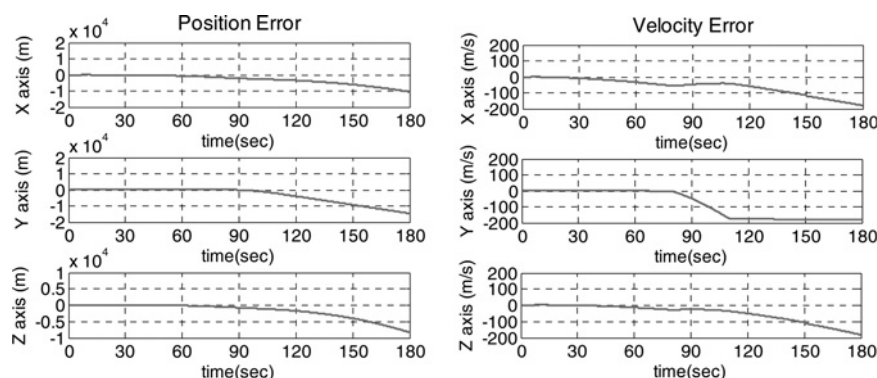 Position Error
x 10^4
X axis (m)
2
1
0
-1
-2
0 30 60 90 120 150 180
time(sec)
x 10^4
Y axis (m)
2
1
0
-1
-2
0 30 60 90 120 150 180
time(sec)
x 10^4
Z axis (m)
1
0.5
0
-0.5
-1
0 30 60 90 120 150 180
time(sec)
Velocity Error
X axis (m/s)
200
100
0
-100
-200
0 30 60 90 120 150 180
time(sec)
Y axis (m/s)
200
100
0
-100
-200
0 30 60 90 120 150 180
time(sec)
Z axis (m/s)
200
100
0
-100
-200
0 30 60 90 120 150 180
time(sec)